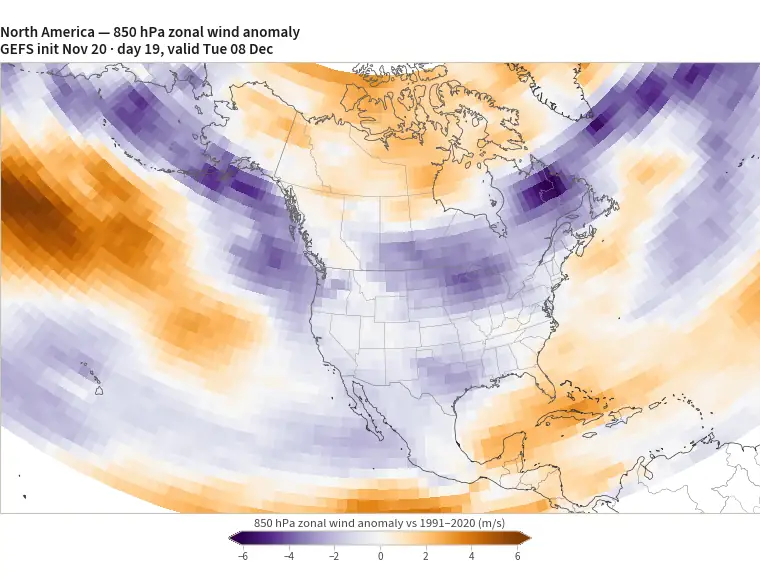 North America — 850 hPa zonal wind anomaly
GEFS init Nov 20 · day 19, valid Tue 08 Dec
850 hPa zonal wind anomaly vs 1991–2020 (m/s)
−6 −4 −2 0 2 4 6